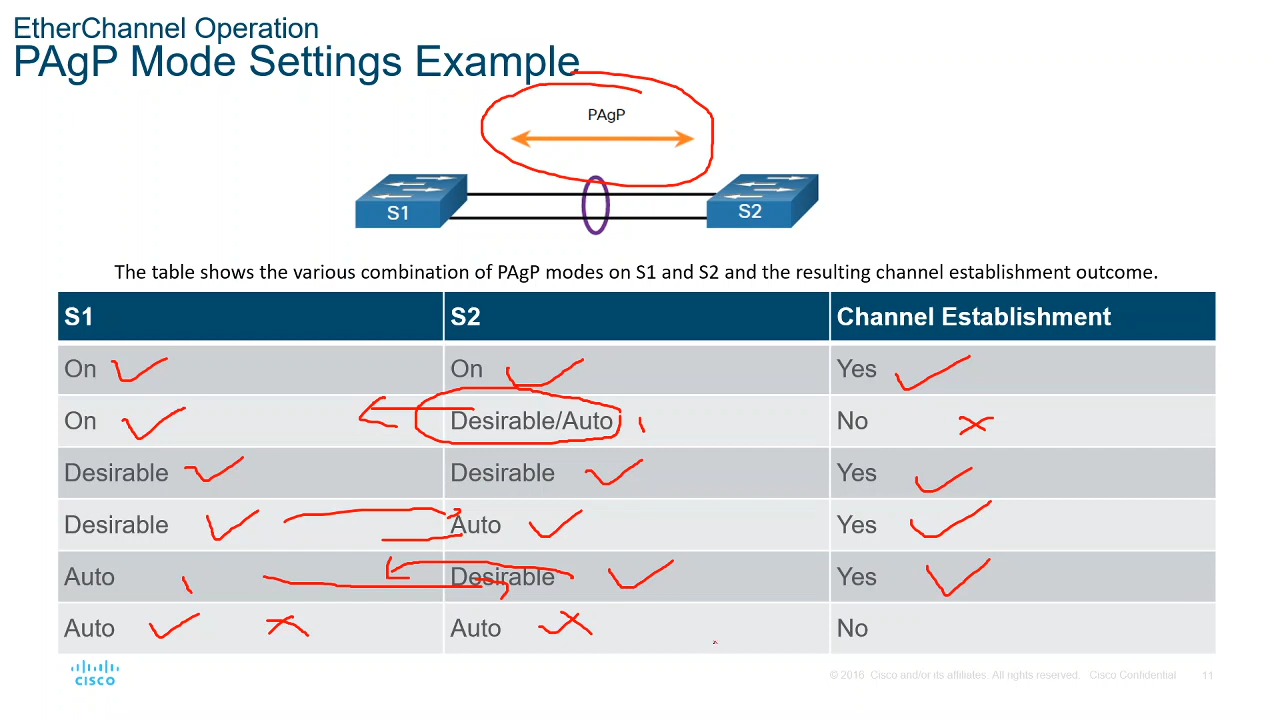 EtherChannel Operation
PAgP Mode Settings Example
PAgP
S1
S2
The table shows the various combination of PAgP modes on S1 and S2 and the resulting channel establishment outcome.
S1 S2 Channel Establishment
On On Yes
On Desirable/Auto No
Desirable Desirable Yes
Desirable Auto Yes
Auto Desirable Yes
Auto Auto No
CISCO
© 2016 Cisco and/or its affiliates. All rights reserved. Cisco Confidential 11